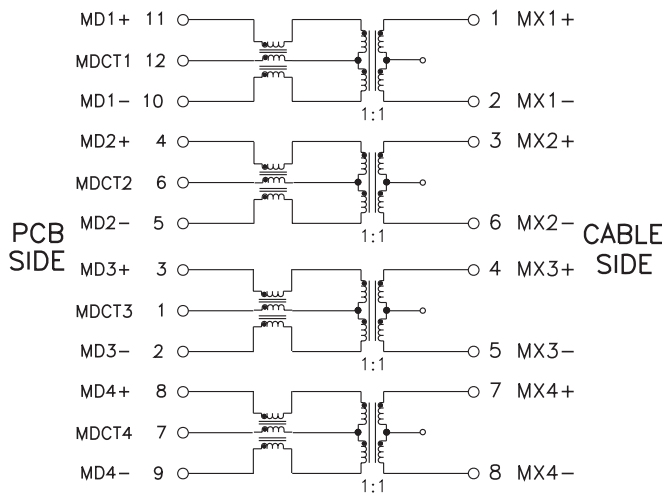 MD1+ 11 1 MX1+
MDCT1 12
MD1- 10 2 MX1-
1:1
MD2+ 4 3 MX2+
MDCT2 6
MD2- 5 6 MX2-
1:1
PCB
SIDE
CABLE
SIDE
MD3+ 3 4 MX3+
MDCT3 1
MD3- 2 5 MX3-
1:1
MD4+ 8 7 MX4+
MDCT4 7
MD4- 9 8 MX4-
1:1